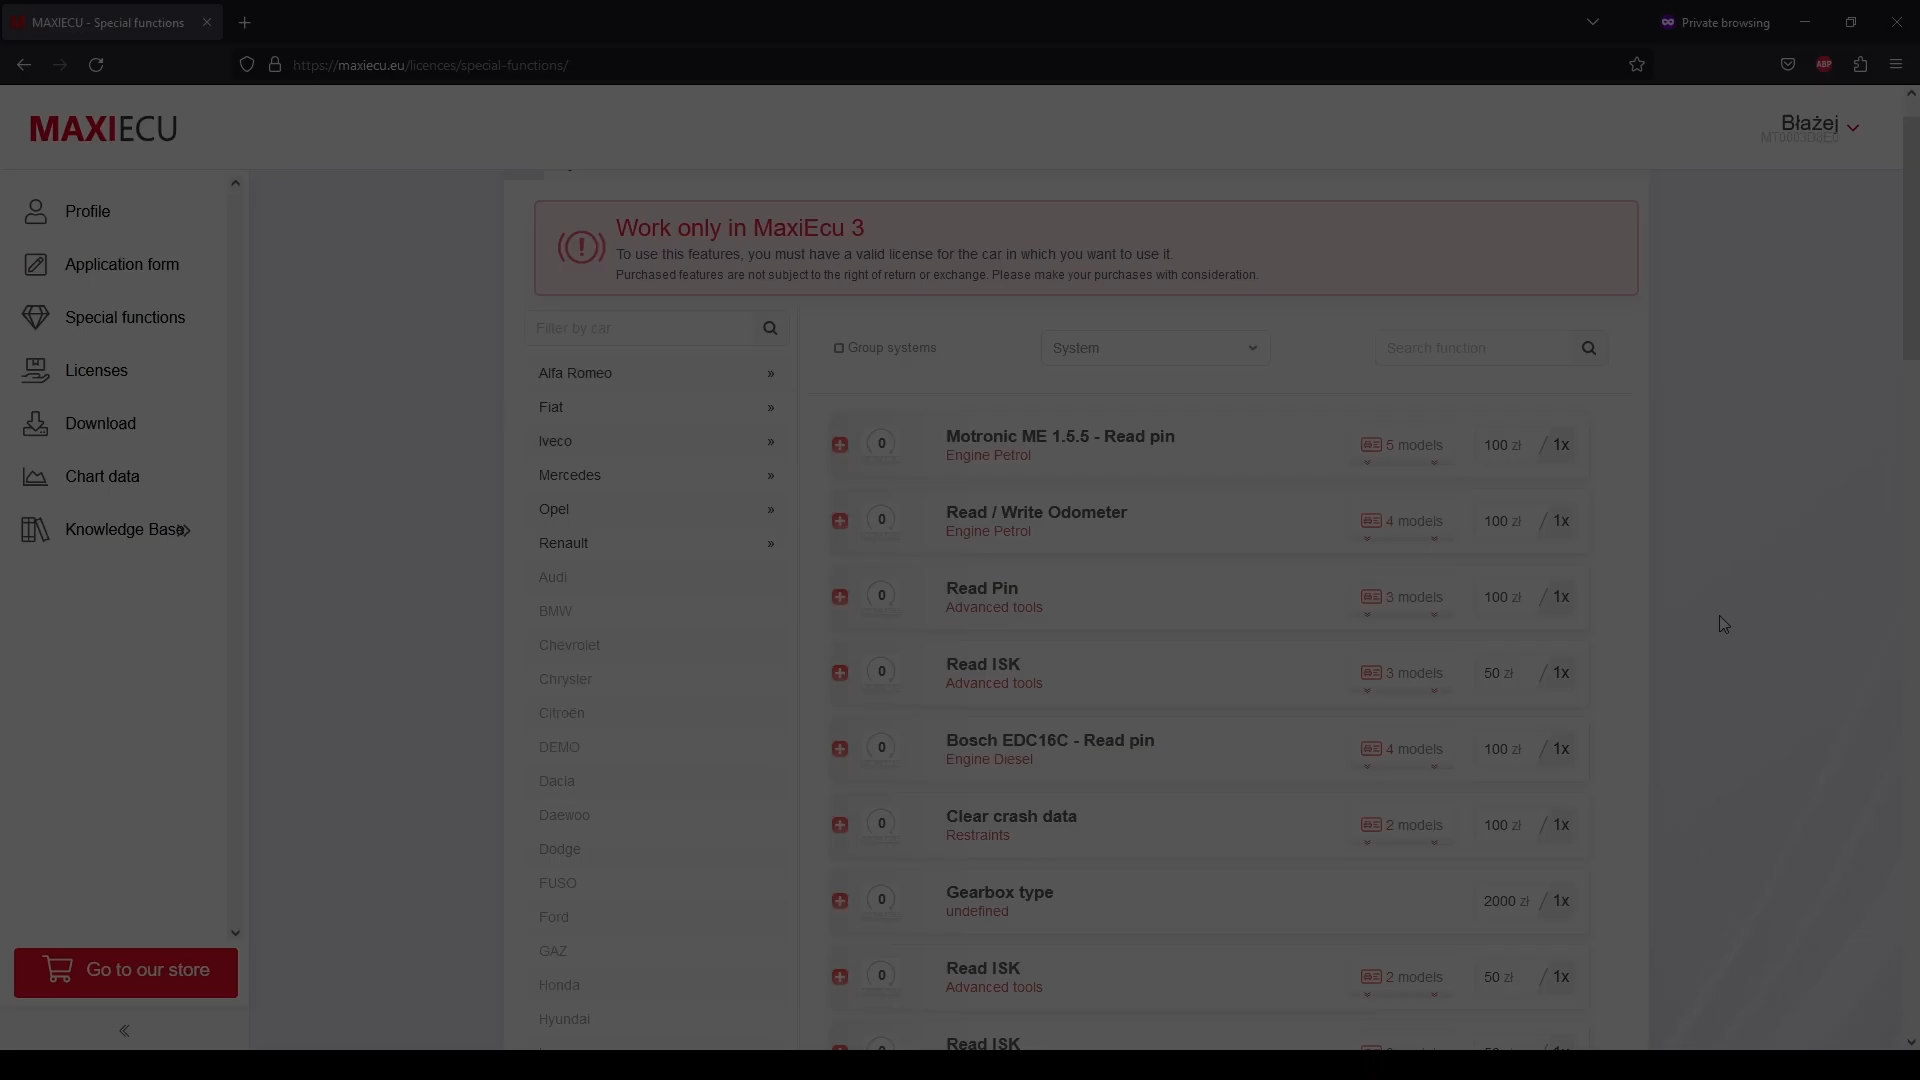 MAXIECU - Special functions
Private browsing
https://maxiecu.eu/licences/special-functions/
ABP
MAXIECU
Błażej
Profile
Application form
Special functions
Licenses
Download
Chart data
Knowledge Base
Go to our store
Work only in MaxiEcu 3
To use this features, you must have a valid license for the car in which you want to use it.
Purchased features are not subject to the right of return or exchange. Please make your purchases with consideration.
Filter by car
Alfa Romeo »
Fiat »
Iveco »
Mercedes »
Opel »
Renault »
Audi
BMW
Chevrolet
Chrysler
Citroën
DEMO
Dacia
Daewoo
Dodge
FUSO
Ford
GAZ
Honda
Hyundai
Group systems
System
Search function
0 Motronic ME 1.5.5 - Read pin 5 models 100 zł / 1x
Engine Petrol
0 Read / Write Odometer 4 models 100 zł / 1x
Engine Petrol
0 Read Pin 3 models 100 zł / 1x
Advanced tools
0 Read ISK 3 models 50 zł / 1x
Advanced tools
0 Bosch EDC16C - Read pin 4 models 100 zł / 1x
Engine Diesel
0 Clear crash data 2 models 100 zł / 1x
Restraints
0 Gearbox type 2000 zł / 1x
undefined
0 Read ISK 2 models 50 zł / 1x
Advanced tools
Read ISK